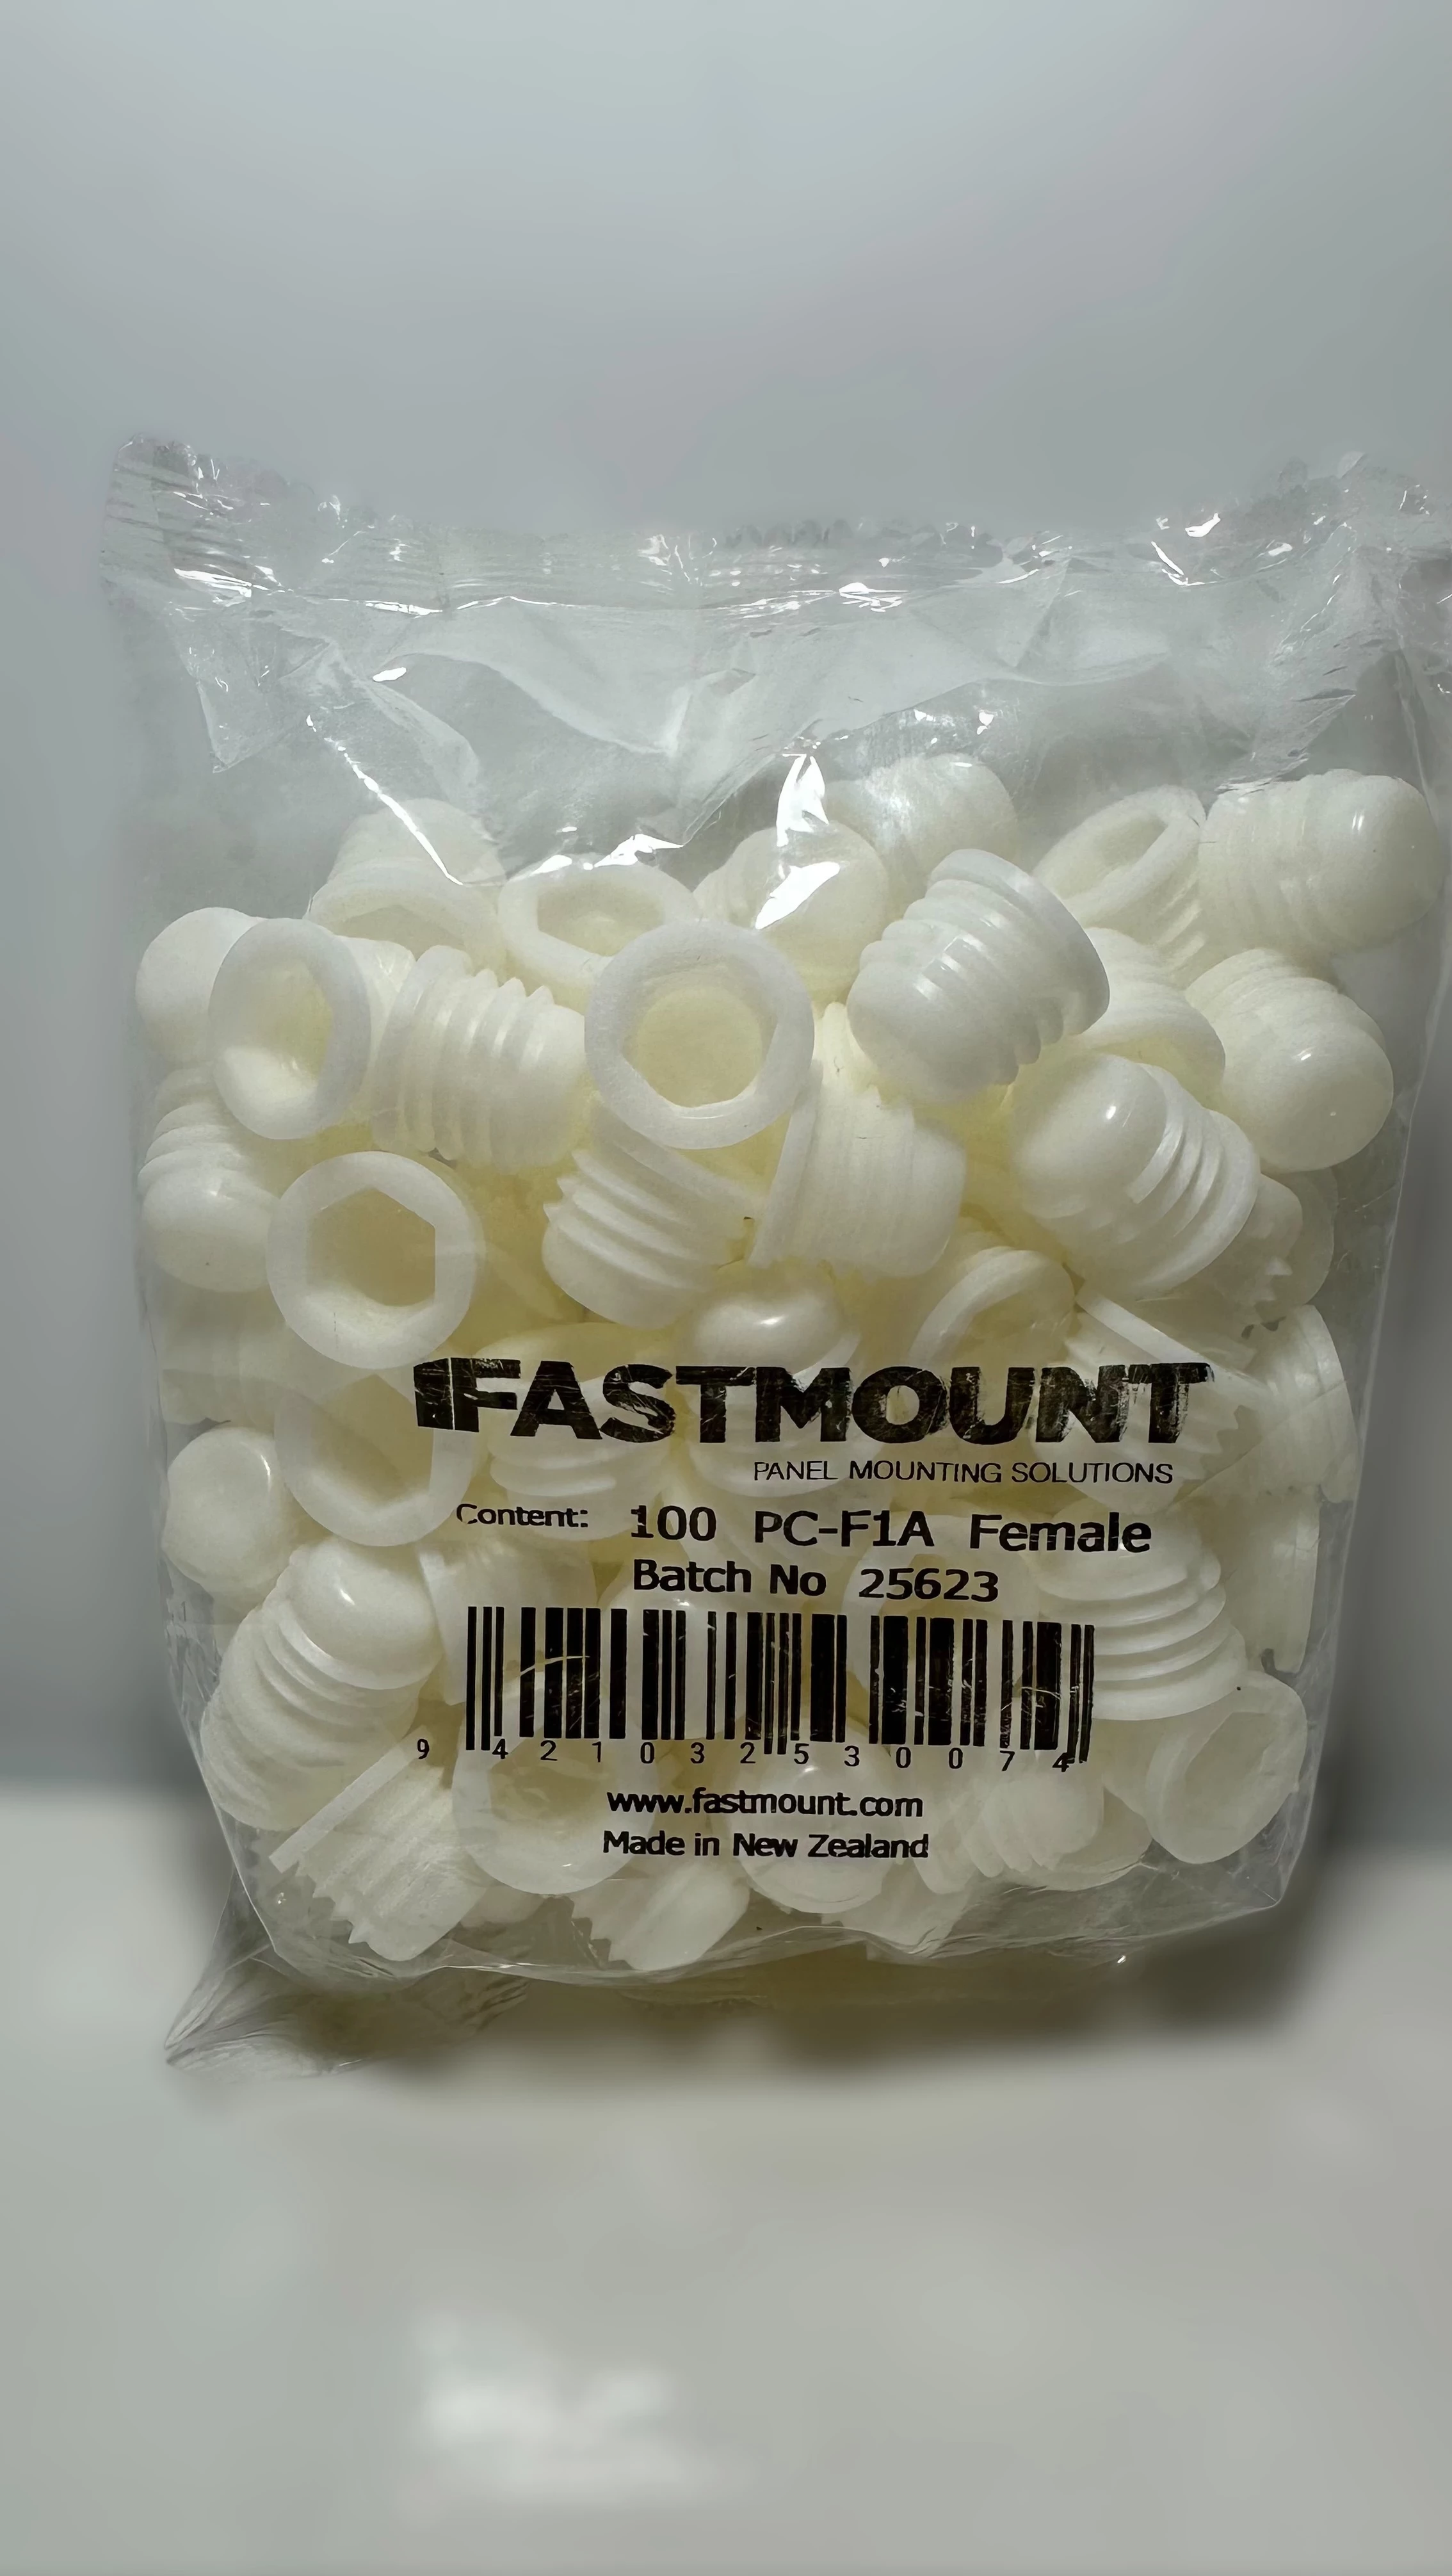 FASTMOUNT
PANEL MOUNTING SOLUTIONS
Content: 100 PC-F1A Female
Batch No 25623
9 421032 530074
www.fastmount.com
Made in New Zealand